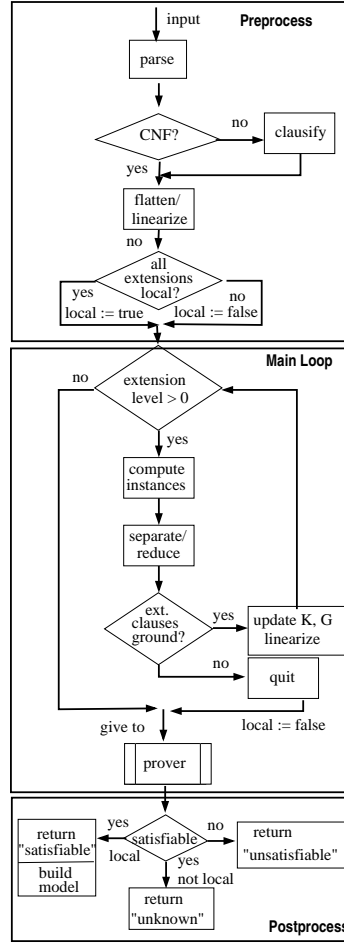 input
Preprocess
parse
CNF?
no
clausify
yes
flatten/
linearize
no
all
extensions
local?
yes
no
local := true
local := false
Main Loop
no
extension
level > 0
yes
compute
instances
separate/
reduce
ext.
clauses
ground?
yes
update K, G
linearize
no
quit
local := false
give to
prover
yes
satisfiable
no
local
return
"satisfiable"
build
model
return
"unsatisfiable"
yes
not local
return
"unknown"
Postprocess